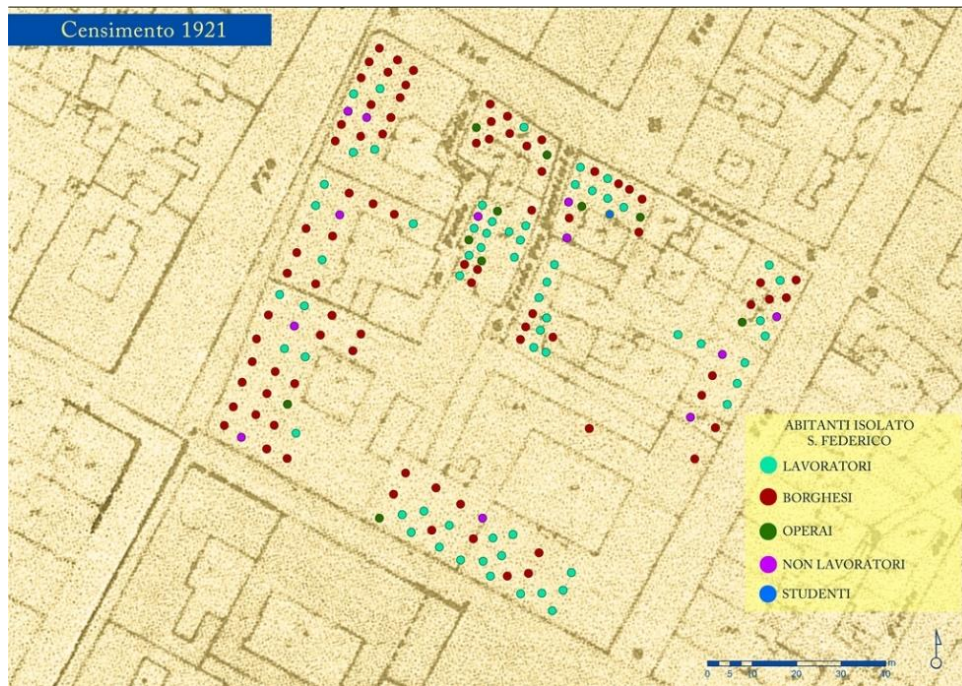 Censimento 1921
ABITANTI ISOLATO
S. FEDERICO
LAVORATORI
BORGHESI
OPERAI
NON LAVORATORI
STUDENTI
m
0 5 10 20 30 40